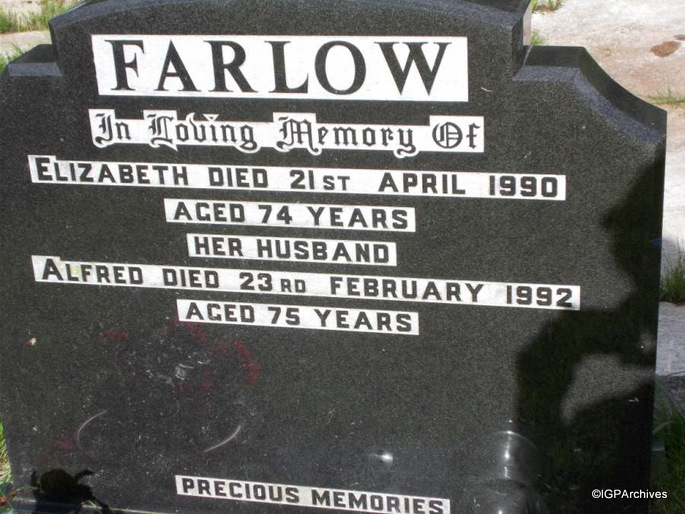 FARLOW
In Loving Memory Of
ELIZABETH DIED 21ST APRIL 1990
AGED 74 YEARS
HER HUSBAND
ALFRED DIED 23RD FEBRUARY 1992
AGED 75 YEARS
PRECIOUS MEMORIES
©IGPArchives